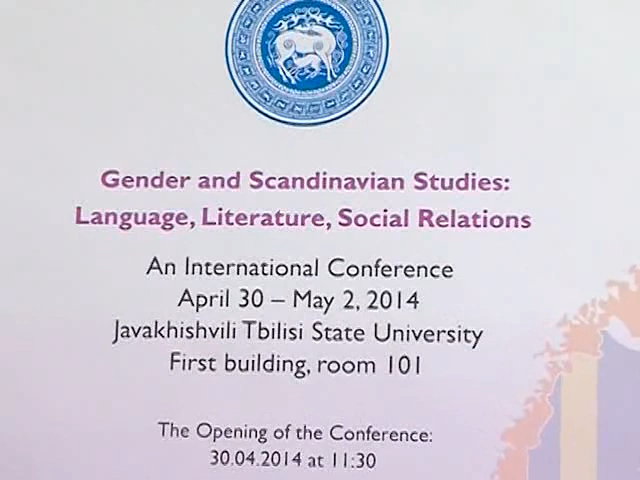 Gender and Scandinavian Studies:
Language, Literature, Social Relations
An International Conference
April 30 – May 2, 2014
Javakhishvili Tbilisi State University
First building, room 101
The Opening of the Conference:
30.04.2014 at 11:30